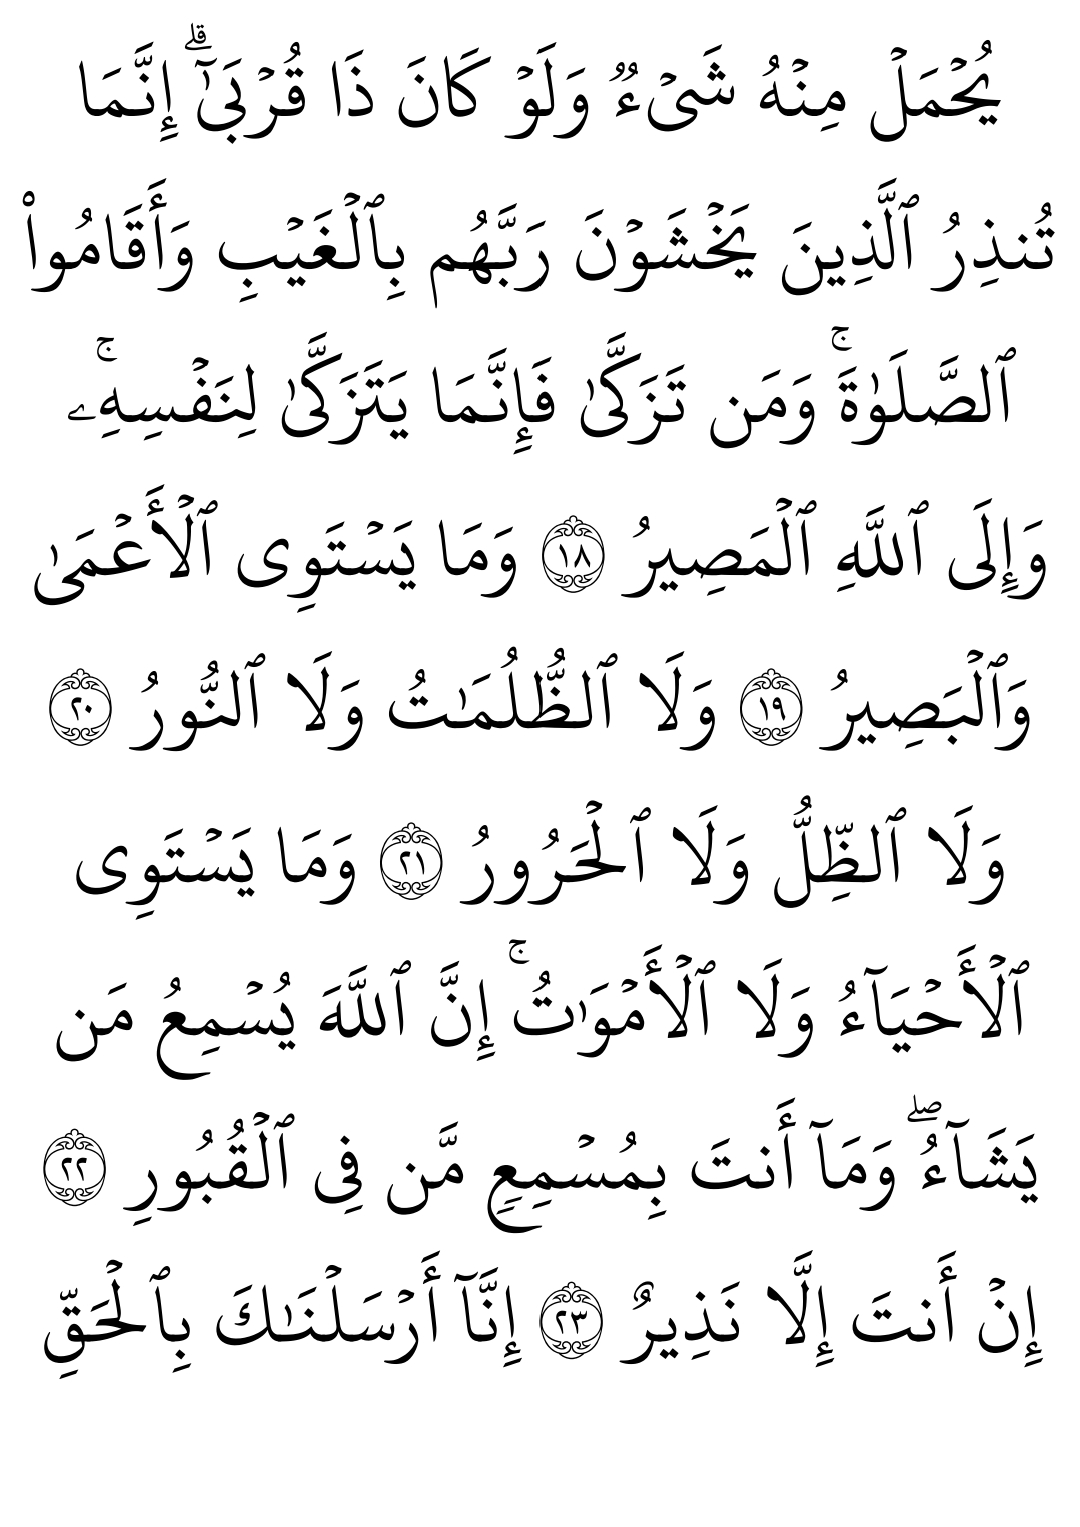 يُحْمَلْ مِنْهُ شَىْءٌ وَلَوْ كَانَ ذَا قُرْبَىٰٓ ۗ إِنَّمَا
تُنذِرُ ٱلَّذِينَ يَخْشَوْنَ رَبَّهُم بِٱلْغَيْبِ وَأَقَامُوا۟
ٱلصَّلَوٰةَ ۚ وَمَن تَزَكَّىٰ فَإِنَّمَا يَتَزَكَّىٰ لِنَفْسِهِۦ ۚ
وَإِلَى ٱللَّهِ ٱلْمَصِيرُ ١٨ وَمَا يَسْتَوِى ٱلْأَعْمَىٰ
وَٱلْبَصِيرُ ١٩ وَلَا ٱلظُّلُمَـٰتُ وَلَا ٱلنُّورُ ٢٠
وَلَا ٱلظِّلُّ وَلَا ٱلْحَرُورُ ٢١ وَمَا يَسْتَوِى
ٱلْأَحْيَآءُ وَلَا ٱلْأَمْوَٰتُ ۚ إِنَّ ٱللَّهَ يُسْمِعُ مَن
يَشَآءُ ۖ وَمَآ أَنتَ بِمُسْمِعٍ مَّن فِى ٱلْقُبُورِ ٢٢
إِنْ أَنتَ إِلَّا نَذِيرٌ ٢٣ إِنَّآ أَرْسَلْنَـٰكَ بِٱلْحَقِّ